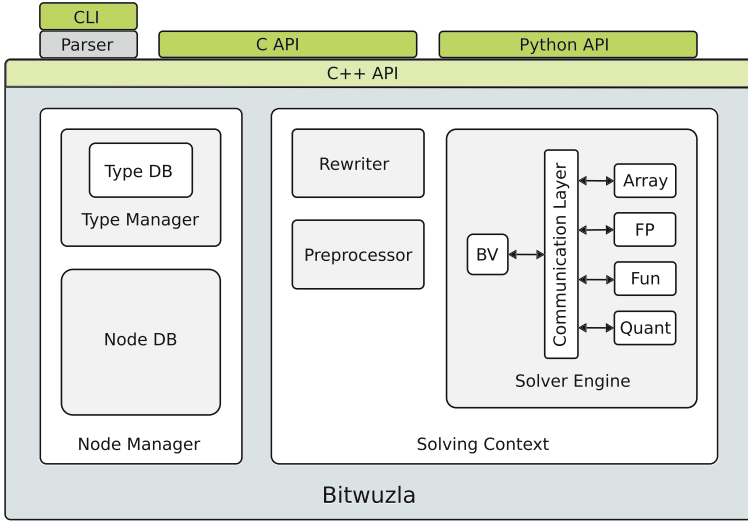 CLI
Parser
C API
Python API
C++ API
Type DB
Type Manager
Node DB
Node Manager
Rewriter
Preprocessor
BV
Communication Layer
Array
FP
Fun
Quant
Solver Engine
Solving Context
Bitwuzla